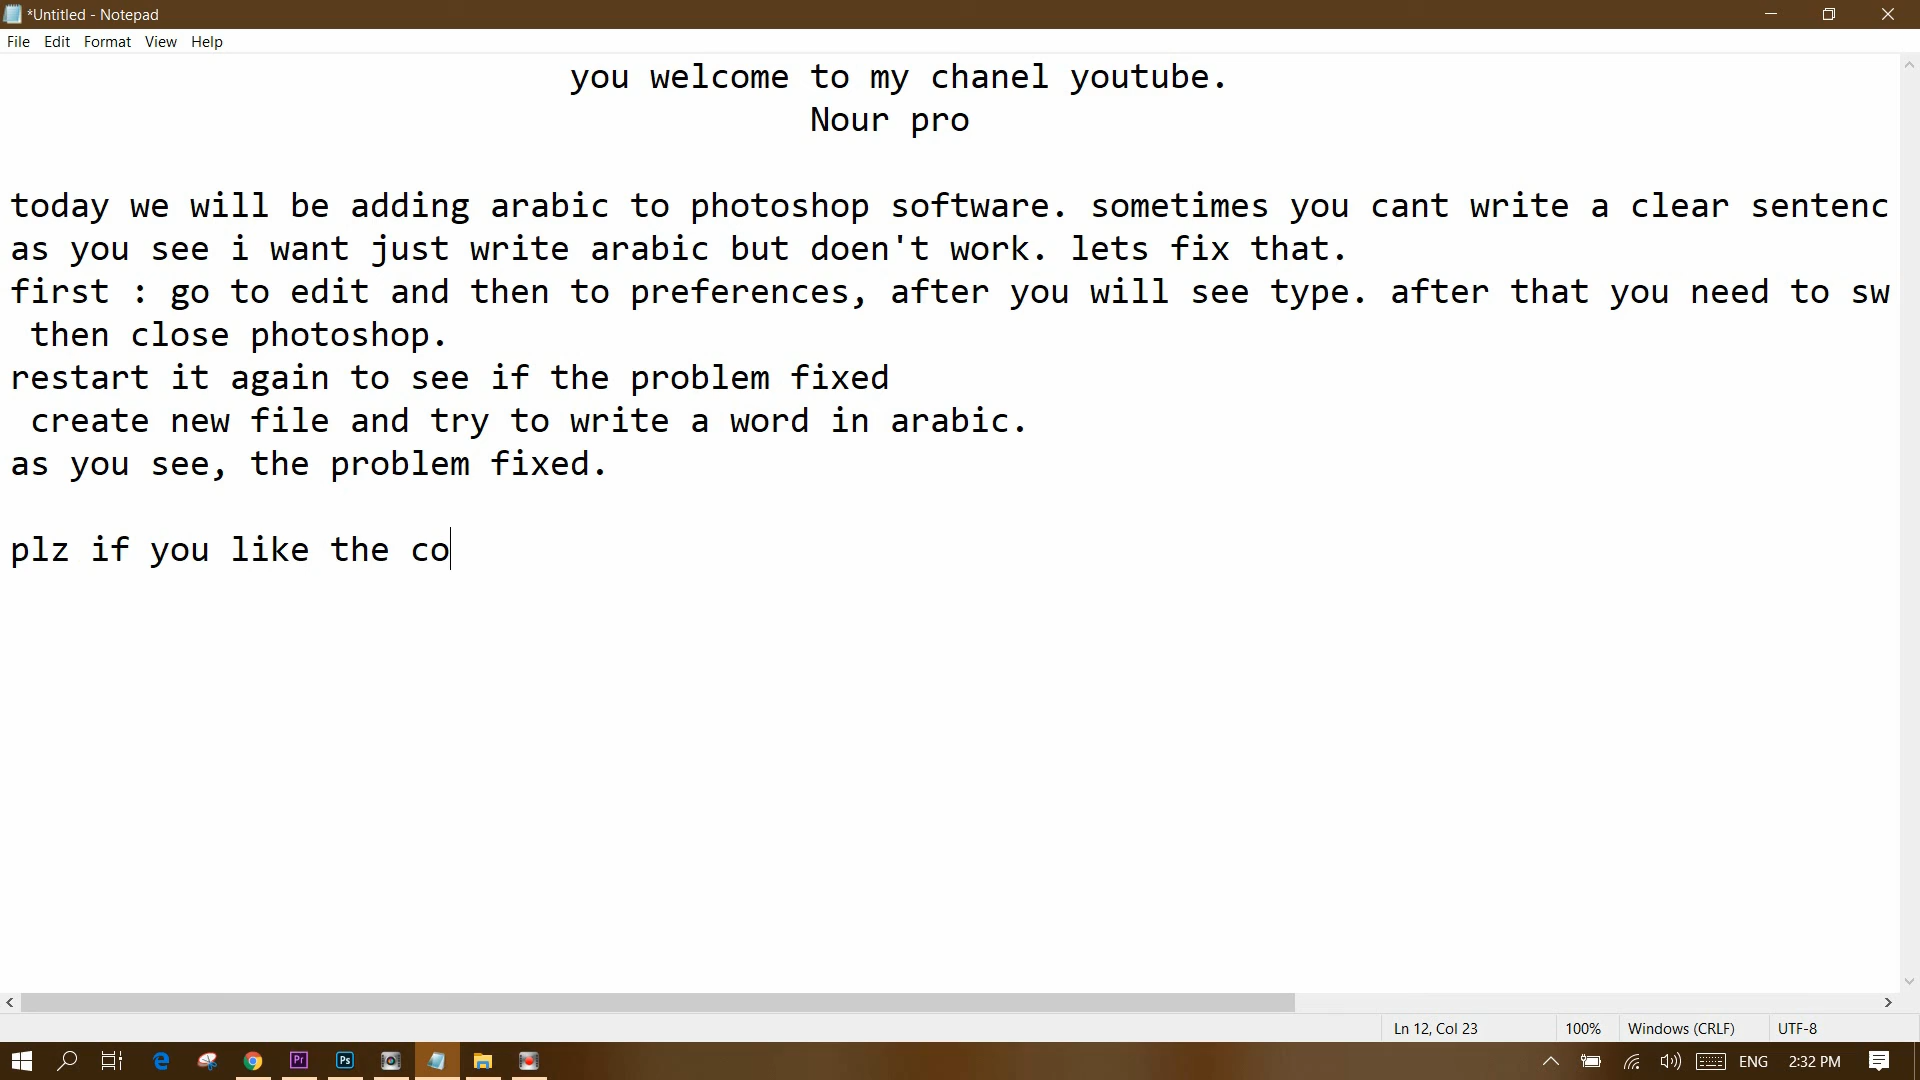 *Untitled - Notepad
File Edit Format View Help
you welcome to my chanel youtube.
Nour pro
today we will be adding arabic to photoshop software. sometimes you cant write a clear sentenc
as you see i want just write arabic but doen't work. lets fix that.
first : go to edit and then to preferences, after you will see type. after that you need to sw
then close photoshop.
restart it again to see if the problem fixed
create new file and try to write a word in arabic.
as you see, the problem fixed.
plz if you like the co
Ln 12, Col 23 100% Windows (CRLF) UTF-8
Pr Ps ENG 2:32 PM